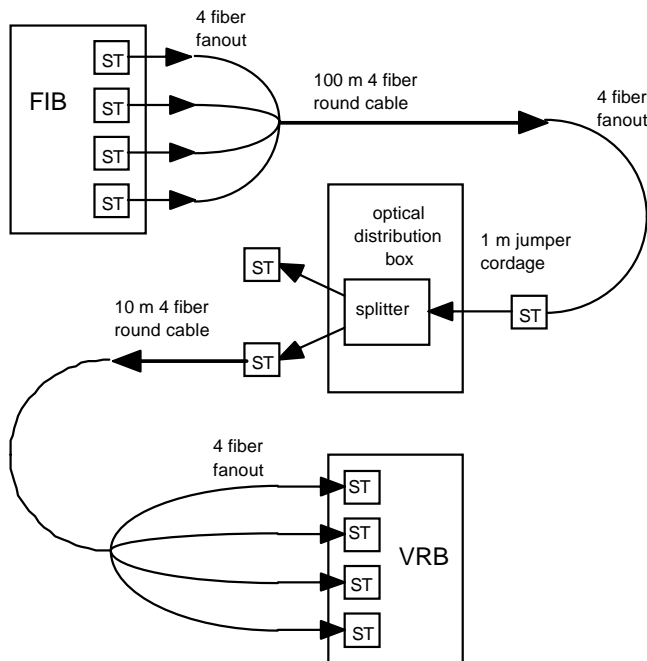 4 fiber
fanout
ST
FIB
ST
ST
ST
100 m 4 fiber
round cable
4 fiber
fanout
optical
distribution
box
1 m jumper
cordage
ST
splitter
ST
10 m 4 fiber
round cable
ST
4 fiber
fanout
ST
ST
VRB
ST
ST